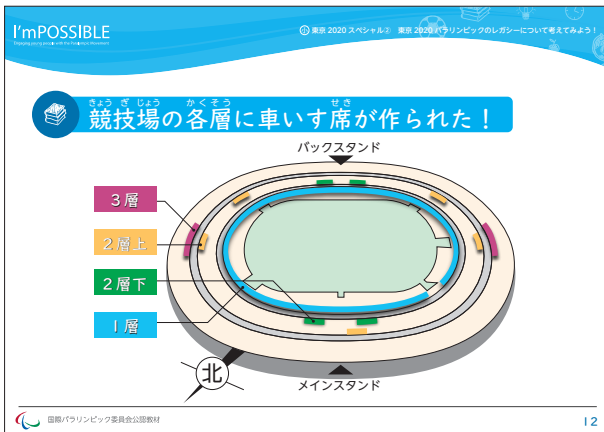 I'mPOSSIBLE
㋛ 東京 2020 スペシャル② 東京 2020 パラリンピックのレガシーについて考えてみよう！
きょう ぎ じょう かくそう せき
競技場の各層に車いす席が作られた！
バックスタンド
3層
2層上
2層下
1層
北
メインスタンド
国際パラリンピック委員会公認教材
12